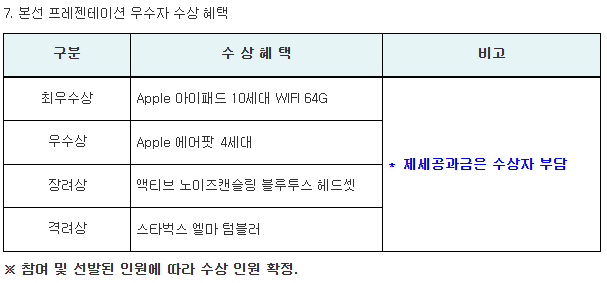 7. 본선 프레젠테이션 우수자 수상 혜택
구분 수 상 혜 택 비고
최우수상 Apple 아이패드 10세대 WIFI 64G
우수상 Apple 에어팟 4세대
* 제세공과금은 수상자 부담
장려상 액티브 노이즈캔슬링 블루투스 헤드셋
격려상 스타벅스 엘마 텀블러
※ 참여 및 선발된 인원에 따라 수상 인원 확정.